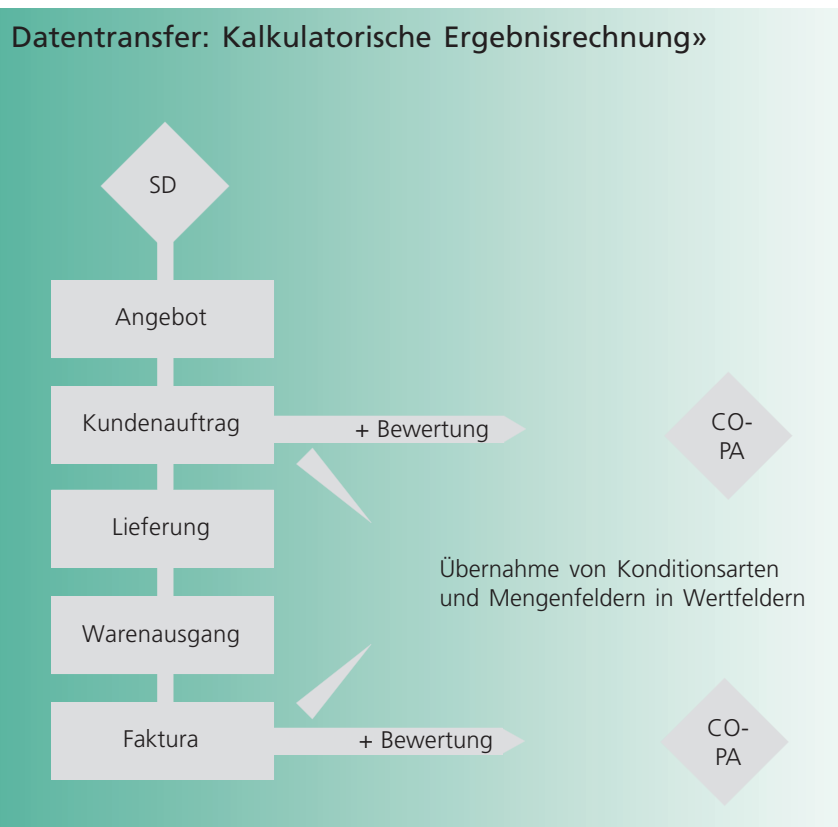 Datentransfer: Kalkulatorische Ergebnisrechnung»
SD
Angebot
Kundenauftrag
+ Bewertung
CO-
PA
Lieferung
Übernahme von Konditionsarten
und Mengenfeldern in Wertfeldern
Warenausgang
Faktura
+ Bewertung
CO-
PA